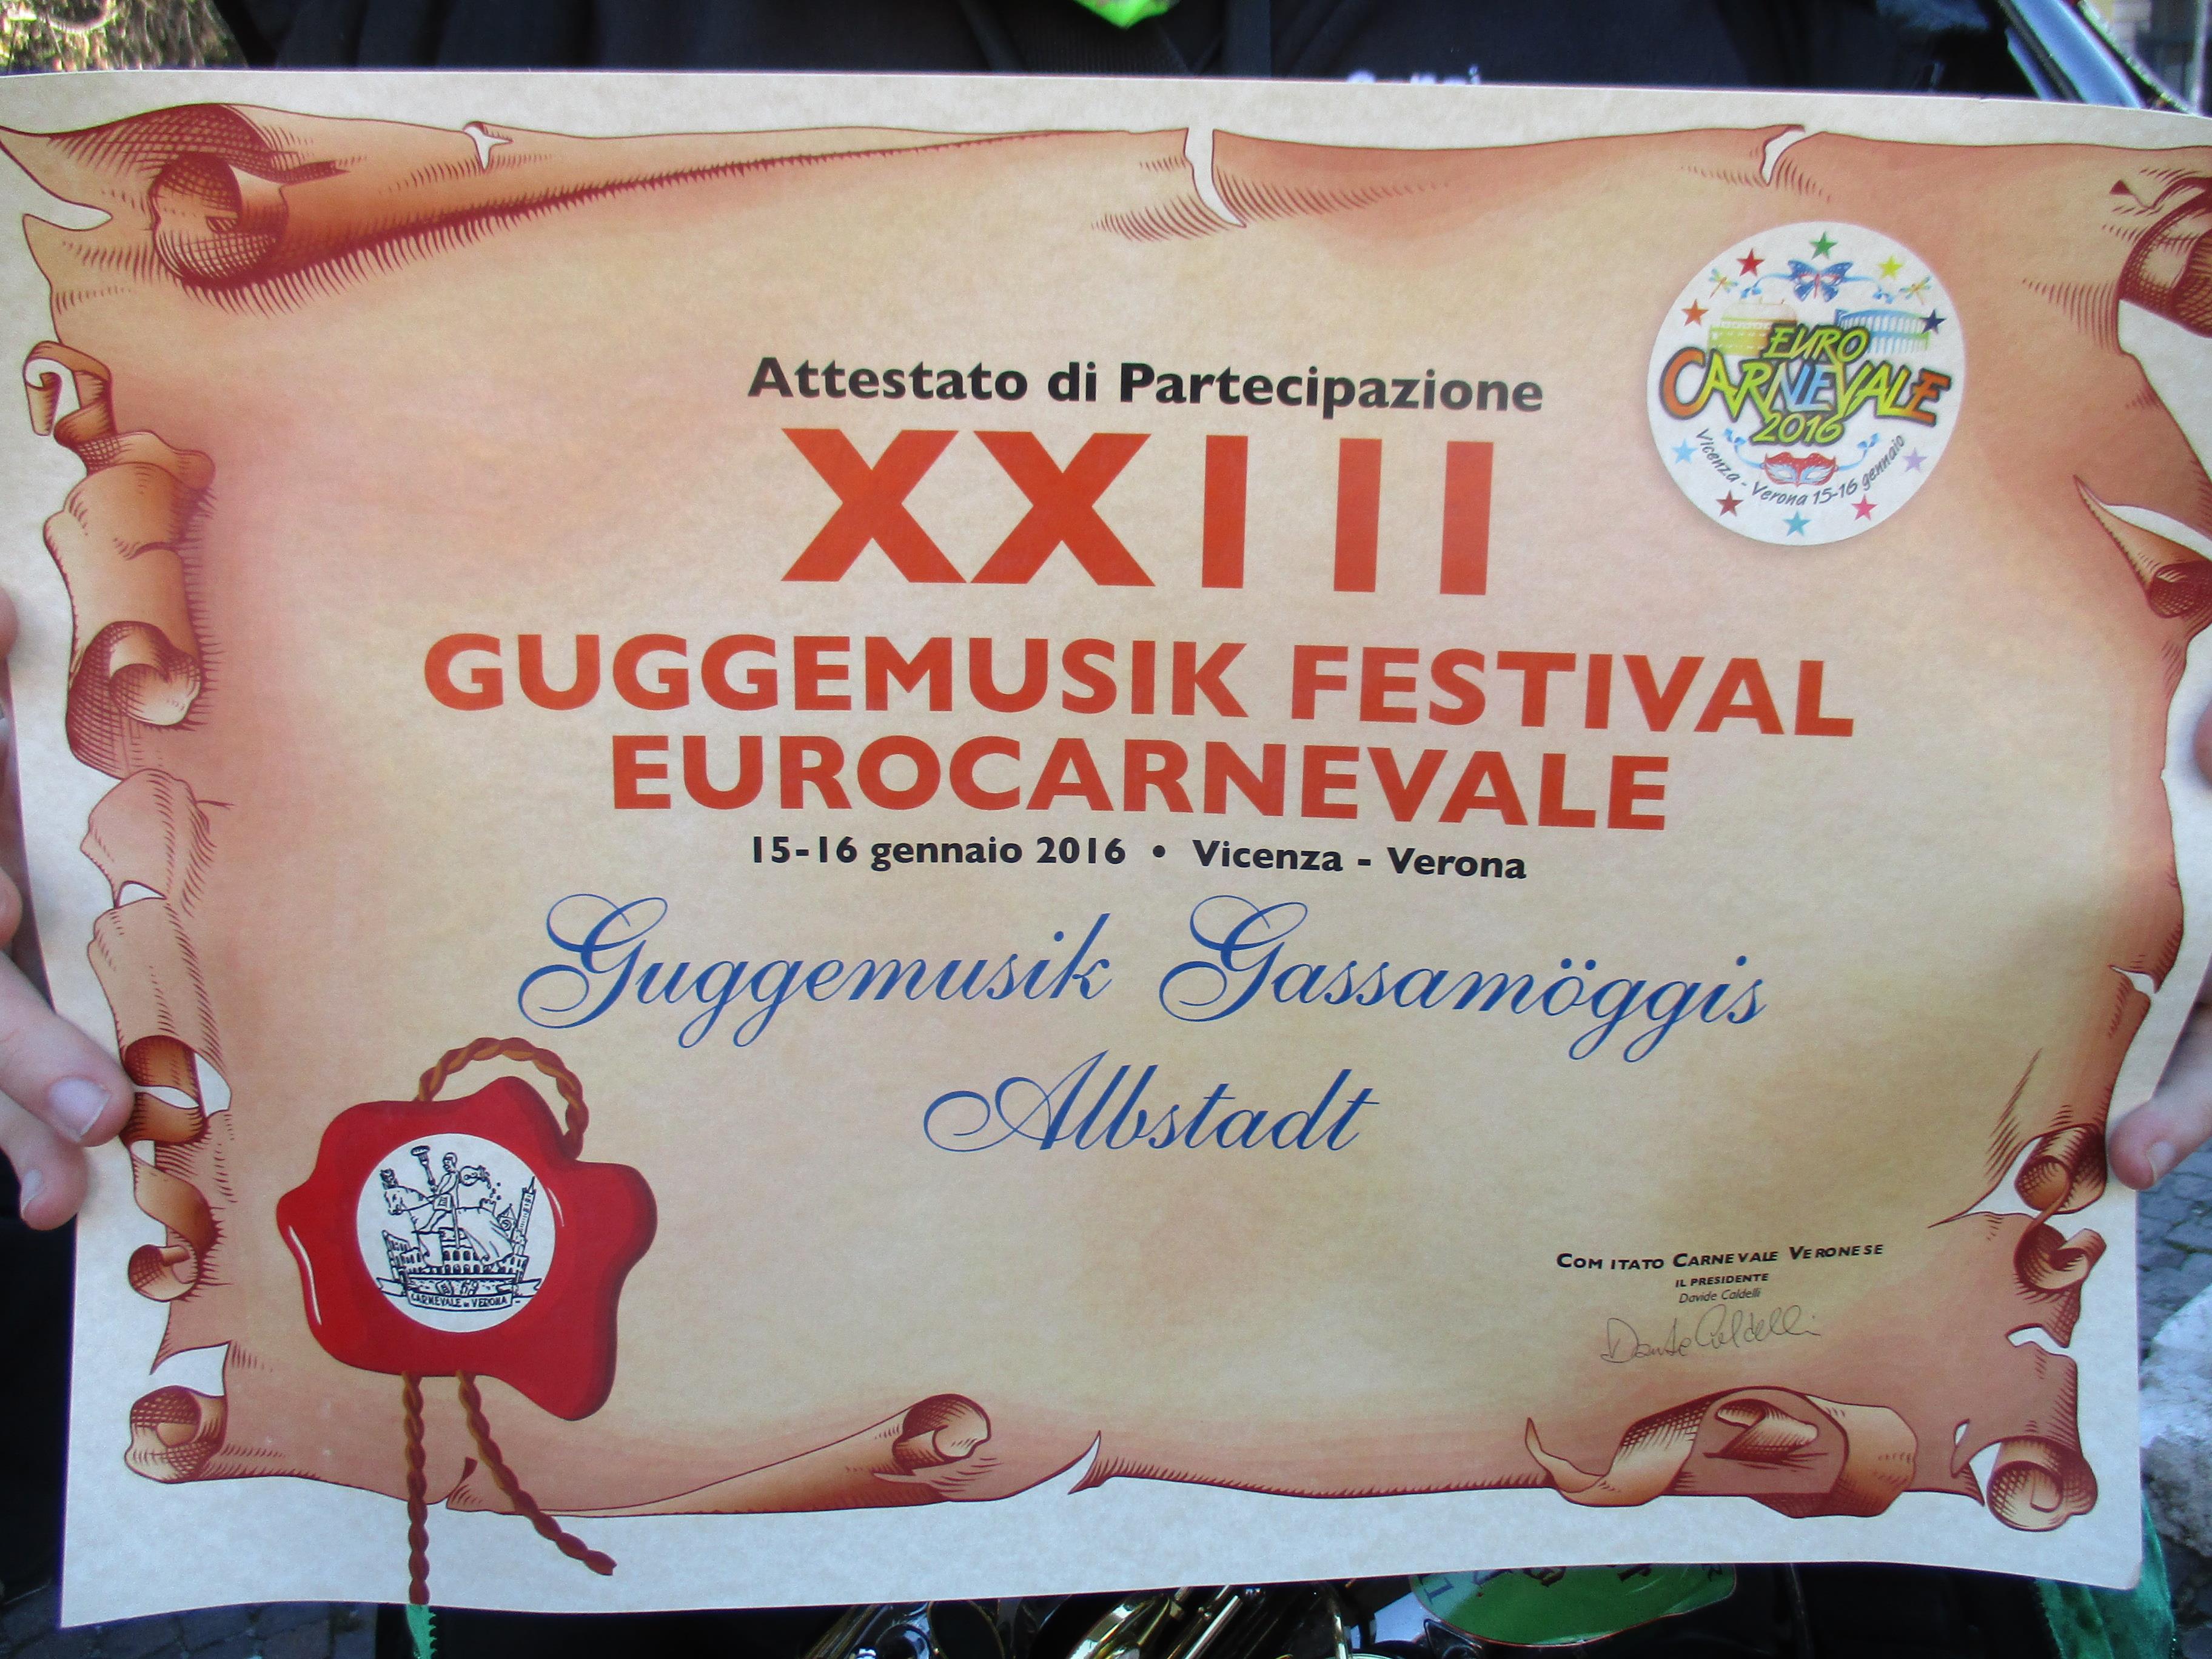 Attestato di Partecipazione
XXIII
GUGGEMUSIK FESTIVAL
EUROCARNEVALE
15-16 gennaio 2016 • Vicenza - Verona
Guggemusik Gassamöggis
Albstadt
EURO
CARNEVALE
2016
Vicenza - Verona 15-16 gennaio
CARNEVALE DE VERONA
COMITATO CARNEVALE VERONESE
IL PRESIDENTE
Davide Caldelli